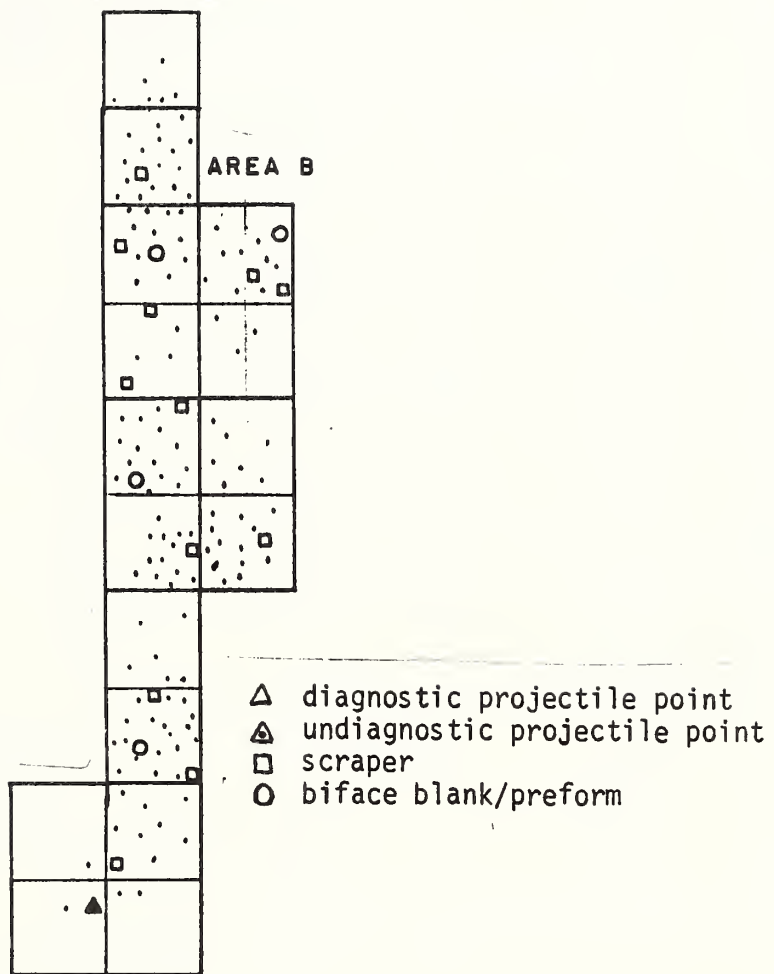 AREA B
diagnostic projectile point
undiagnostic projectile point
scraper
biface blank/preform